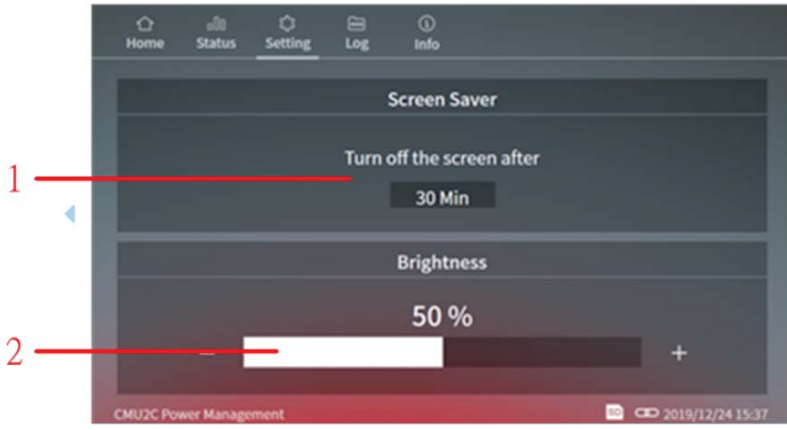 Home Status Setting Log Info
Screen Saver
Turn off the screen after
1
30 Min
Brightness
50 %
2 − +
CMU2C Power Management SD 2019/12/24 15:37